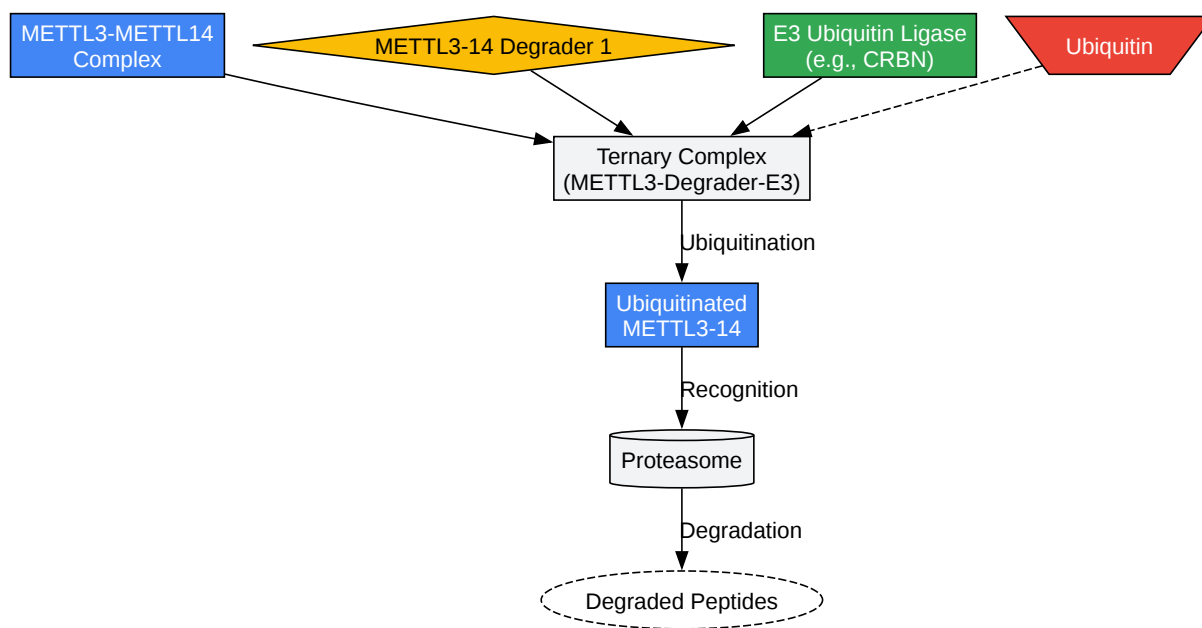 METTL3-METTL14
Complex
METTL3-14 Degrader 1
E3 Ubiquitin Ligase
(e.g., CRBN)
Ubiquitin
Ternary Complex
(METTL3-Degrader-E3)
Ubiquitination
Ubiquitinated
METTL3-14
Recognition
Proteasome
Degradation
Degraded Peptides